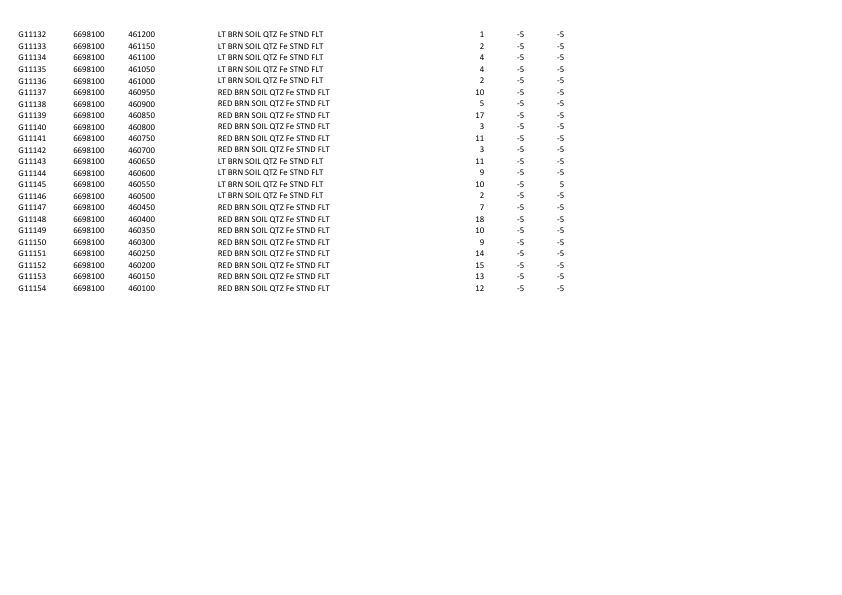 G11132 6698100 461200 LT BRN SOIL QTZ Fe STND FLT 1 -5 -5
G11133 6698100 461150 LT BRN SOIL QTZ Fe STND FLT 2 -5 -5
G11134 6698100 461100 LT BRN SOIL QTZ Fe STND FLT 4 -5 -5
G11135 6698100 461050 LT BRN SOIL QTZ Fe STND FLT 4 -5 -5
G11136 6698100 461000 LT BRN SOIL QTZ Fe STND FLT 2 -5 -5
G11137 6698100 460950 RED BRN SOIL QTZ Fe STND FLT 10 -5 -5
G11138 6698100 460900 RED BRN SOIL QTZ Fe STND FLT 5 -5 -5
G11139 6698100 460850 RED BRN SOIL QTZ Fe STND FLT 17 -5 -5
G11140 6698100 460800 RED BRN SOIL QTZ Fe STND FLT 3 -5 -5
G11141 6698100 460750 RED BRN SOIL QTZ Fe STND FLT 11 -5 -5
G11142 6698100 460700 RED BRN SOIL QTZ Fe STND FLT 3 -5 -5
G11143 6698100 460650 LT BRN SOIL QTZ Fe STND FLT 11 -5 -5
G11144 6698100 460600 LT BRN SOIL QTZ Fe STND FLT 9 -5 -5
G11145 6698100 460550 LT BRN SOIL QTZ Fe STND FLT 10 -5 5
G11146 6698100 460500 LT BRN SOIL QTZ Fe STND FLT 2 -5 -5
G11147 6698100 460450 RED BRN SOIL QTZ Fe STND FLT 7 -5 -5
G11148 6698100 460400 RED BRN SOIL QTZ Fe STND FLT 18 -5 -5
G11149 6698100 460350 RED BRN SOIL QTZ Fe STND FLT 10 -5 -5
G11150 6698100 460300 RED BRN SOIL QTZ Fe STND FLT 9 -5 -5
G11151 6698100 460250 RED BRN SOIL QTZ Fe STND FLT 14 -5 -5
G11152 6698100 460200 RED BRN SOIL QTZ Fe STND FLT 15 -5 -5
G11153 6698100 460150 RED BRN SOIL QTZ Fe STND FLT 13 -5 -5
G11154 6698100 460100 RED BRN SOIL QTZ Fe STND FLT 12 -5 -5